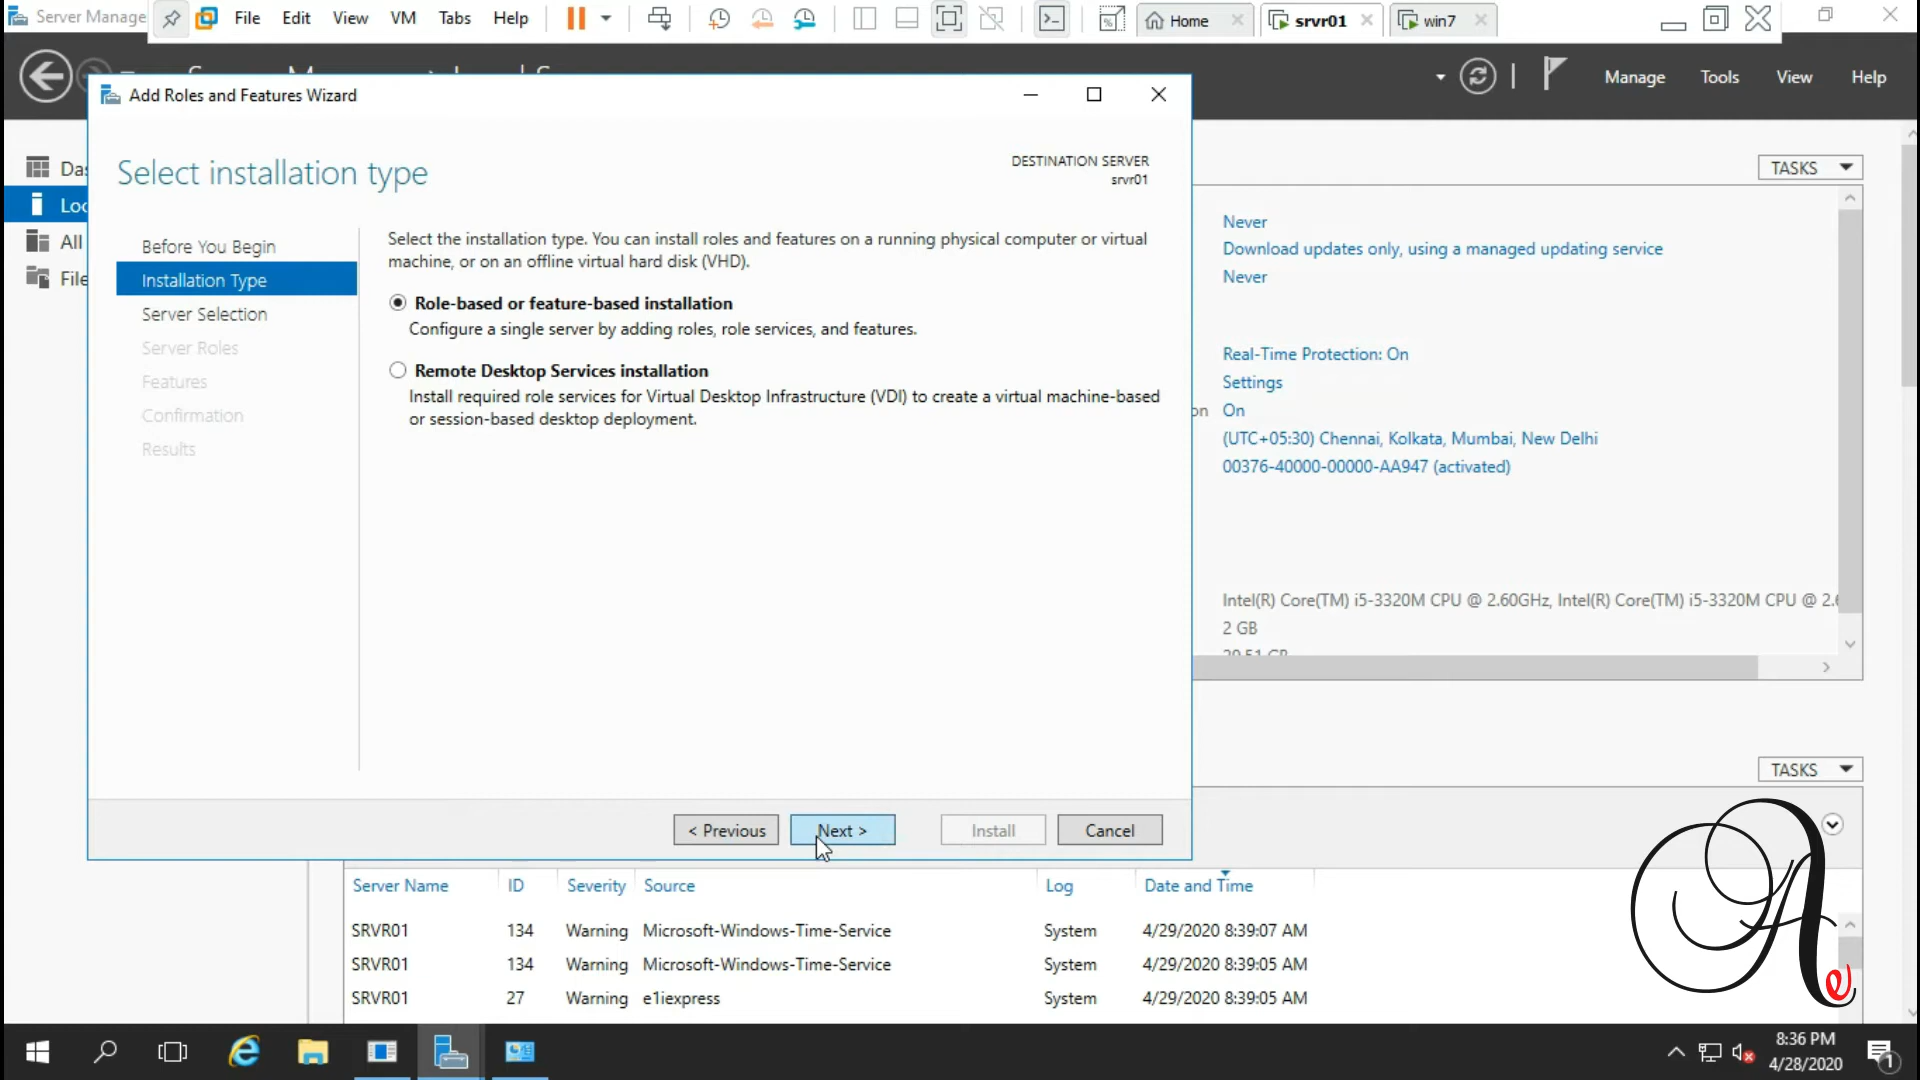 Server Manage
File
Edit
View
VM
Tabs
Help
Home
srvr01
win7
Manage
Tools
View
Help
Add Roles and Features Wizard
Select installation type
DESTINATION SERVER
srvr01
Before You Begin
Installation Type
Server Selection
Server Roles
Features
Confirmation
Results
Select the installation type. You can install roles and features on a running physical computer or virtual
machine, or on an offline virtual hard disk (VHD).
Role-based or feature-based installation
Configure a single server by adding roles, role services, and features.
Remote Desktop Services installation
Install required role services for Virtual Desktop Infrastructure (VDI) to create a virtual machine-based
or session-based desktop deployment.
< Previous
Next >
Install
Cancel
Das
Loc
All
File
TASKS
Never
Download updates only, using a managed updating service
Never
Real-Time Protection: On
Settings
on
On
(UTC+05:30) Chennai, Kolkata, Mumbai, New Delhi
00376-40000-00000-AA947 (activated)
Intel(R) Core(TM) i5-3320M CPU @ 2.60GHz, Intel(R) Core(TM) i5-3320M CPU @ 2.6
2 GB
TASKS
Server Name ID Severity Source Log Date and Time
SRVR01 134 Warning Microsoft-Windows-Time-Service System 4/29/2020 8:39:07 AM
SRVR01 134 Warning Microsoft-Windows-Time-Service System 4/29/2020 8:39:05 AM
SRVR01 27 Warning e1iexpress System 4/29/2020 8:39:05 AM
A
e
8:36 PM
4/28/2020
1